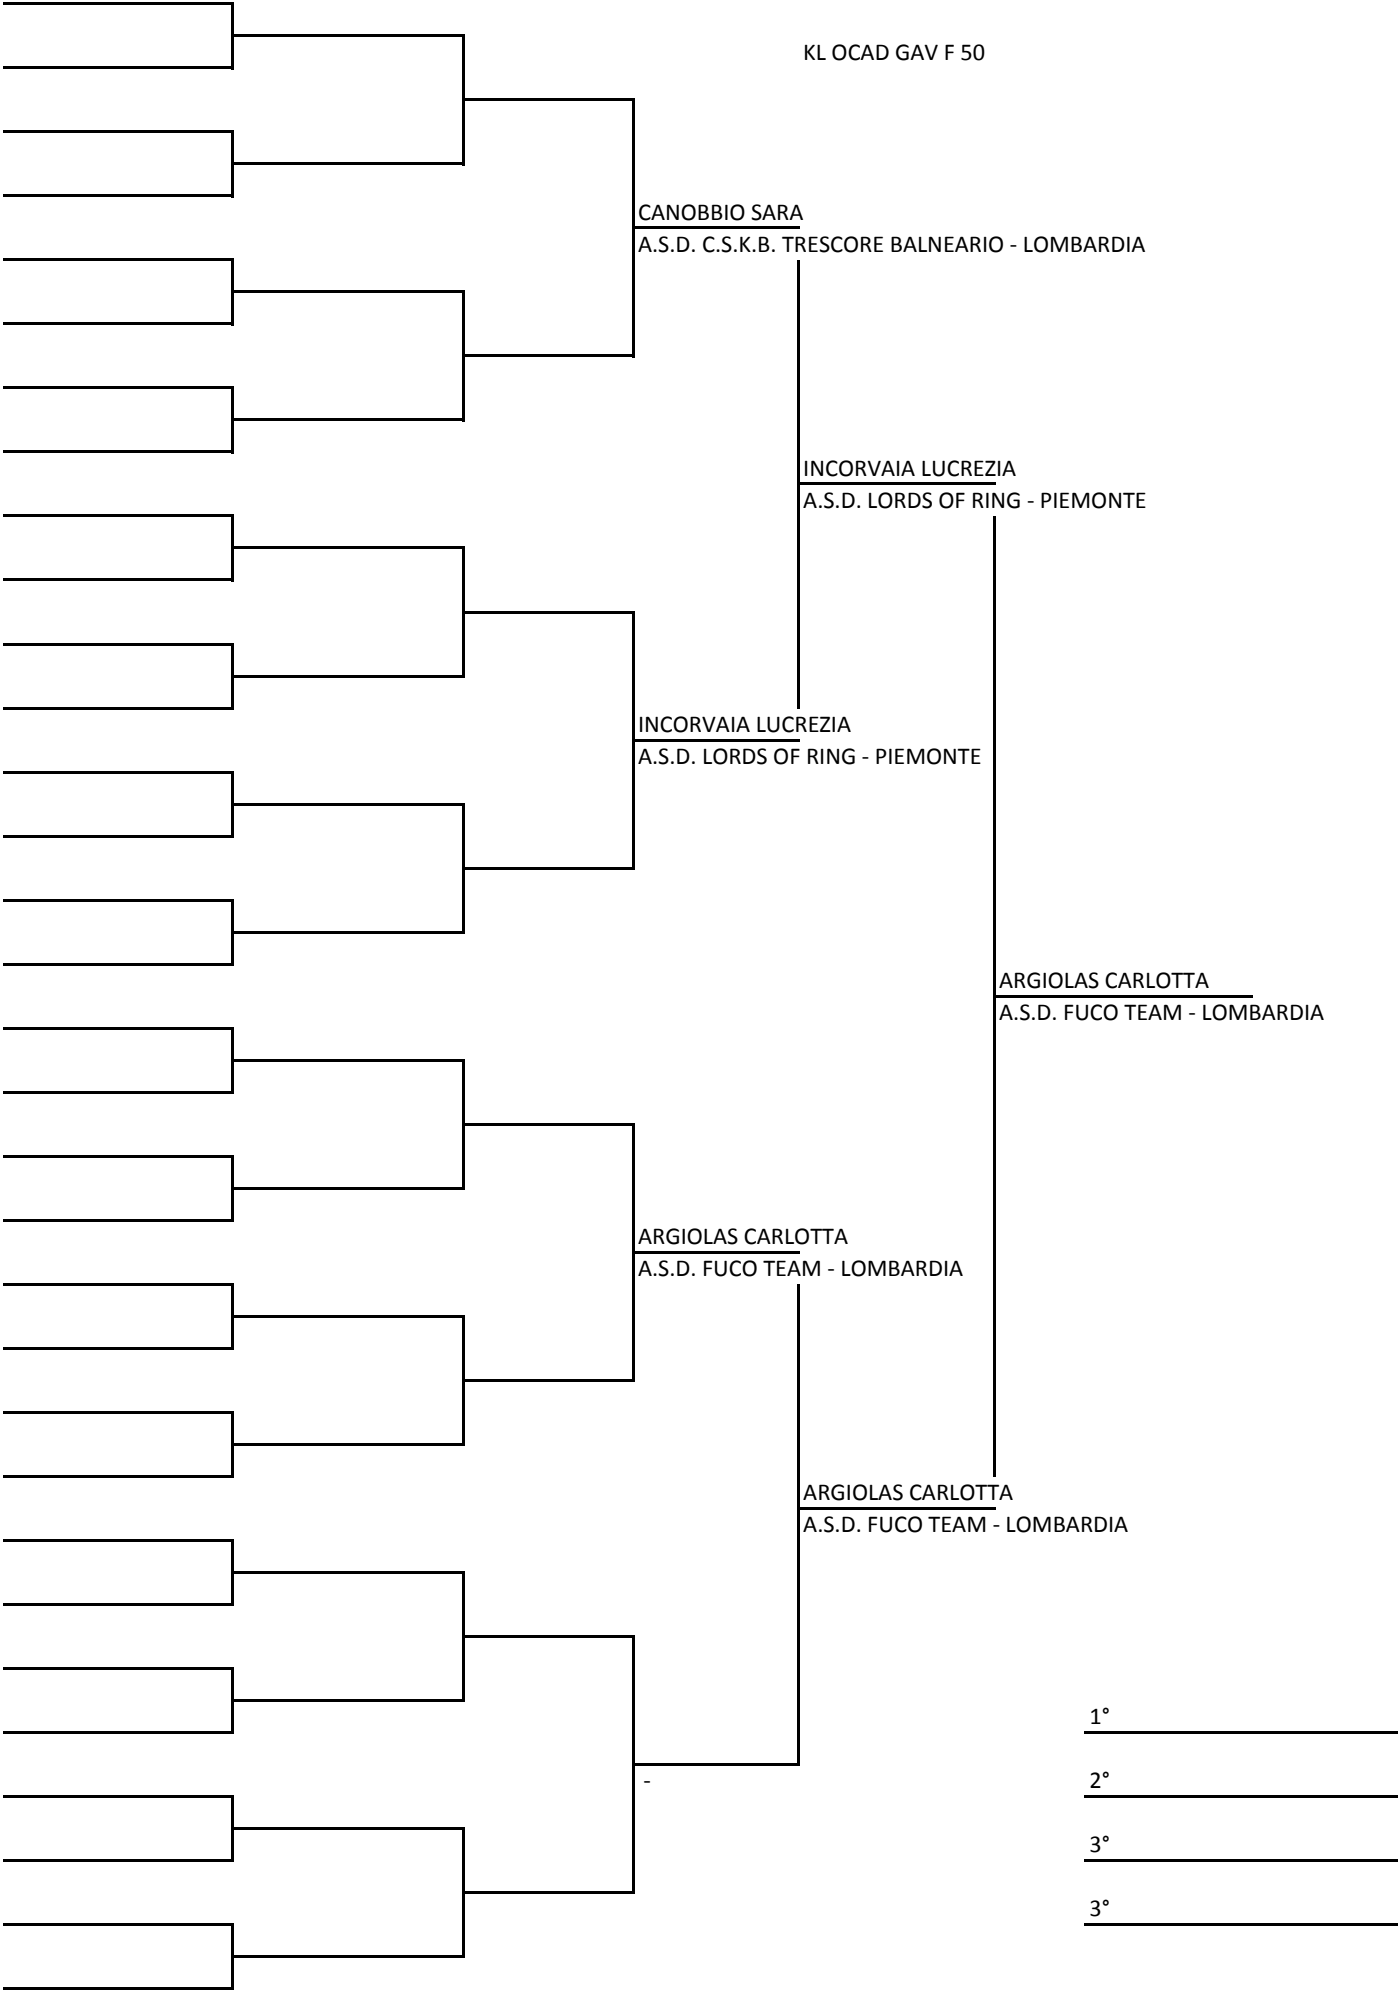 KL OCAD GAV F 50
CANOBBIO SARA
A.S.D. C.S.K.B. TRESCORE BALNEARIO - LOMBARDIA
INCORVAIA LUCREZIA
A.S.D. LORDS OF RING - PIEMONTE
INCORVAIA LUCREZIA
A.S.D. LORDS OF RING - PIEMONTE
ARGIOLAS CARLOTTA
A.S.D. FUCO TEAM - LOMBARDIA
ARGIOLAS CARLOTTA
A.S.D. FUCO TEAM - LOMBARDIA
ARGIOLAS CARLOTTA
A.S.D. FUCO TEAM - LOMBARDIA
1°
-
2°
3°
3°